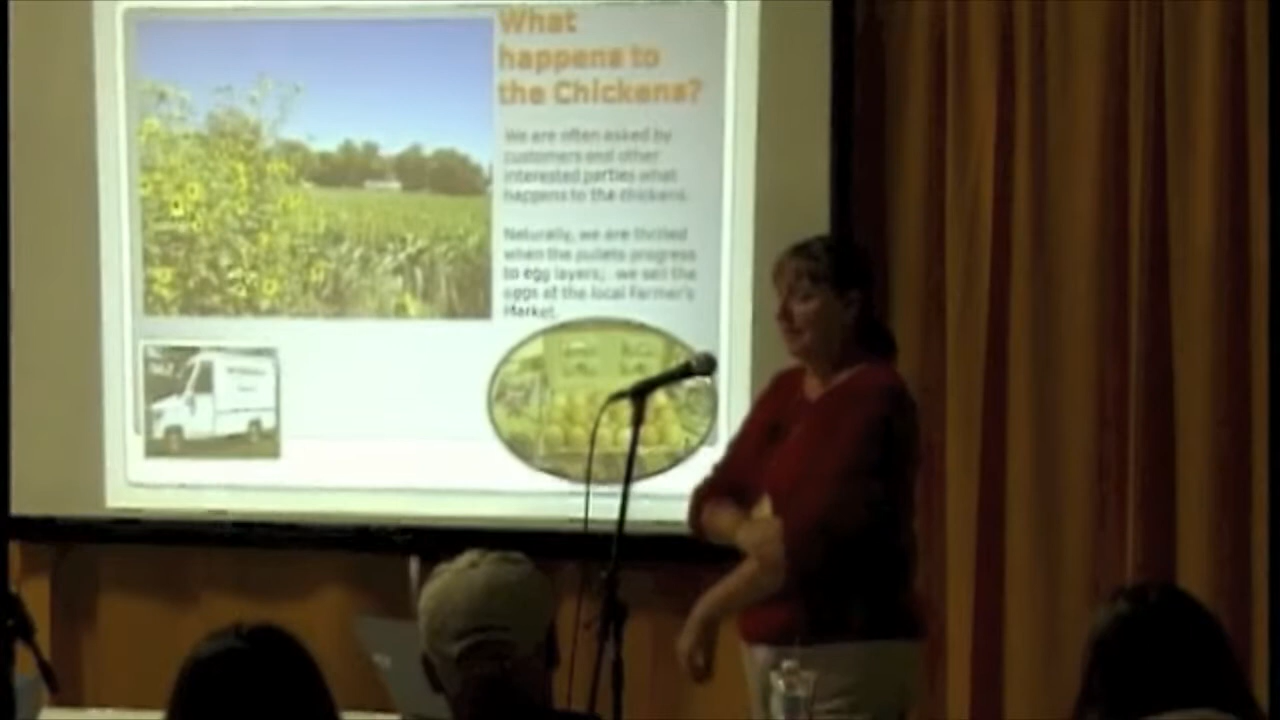 What
happens to
the Chickens?
We are often asked by
customers and other
interested parties what
happens to the chickens.
Naturally, we are thrilled
when the pullets progress
to egg layers; we sell the
eggs at the local Farmer's
Market.